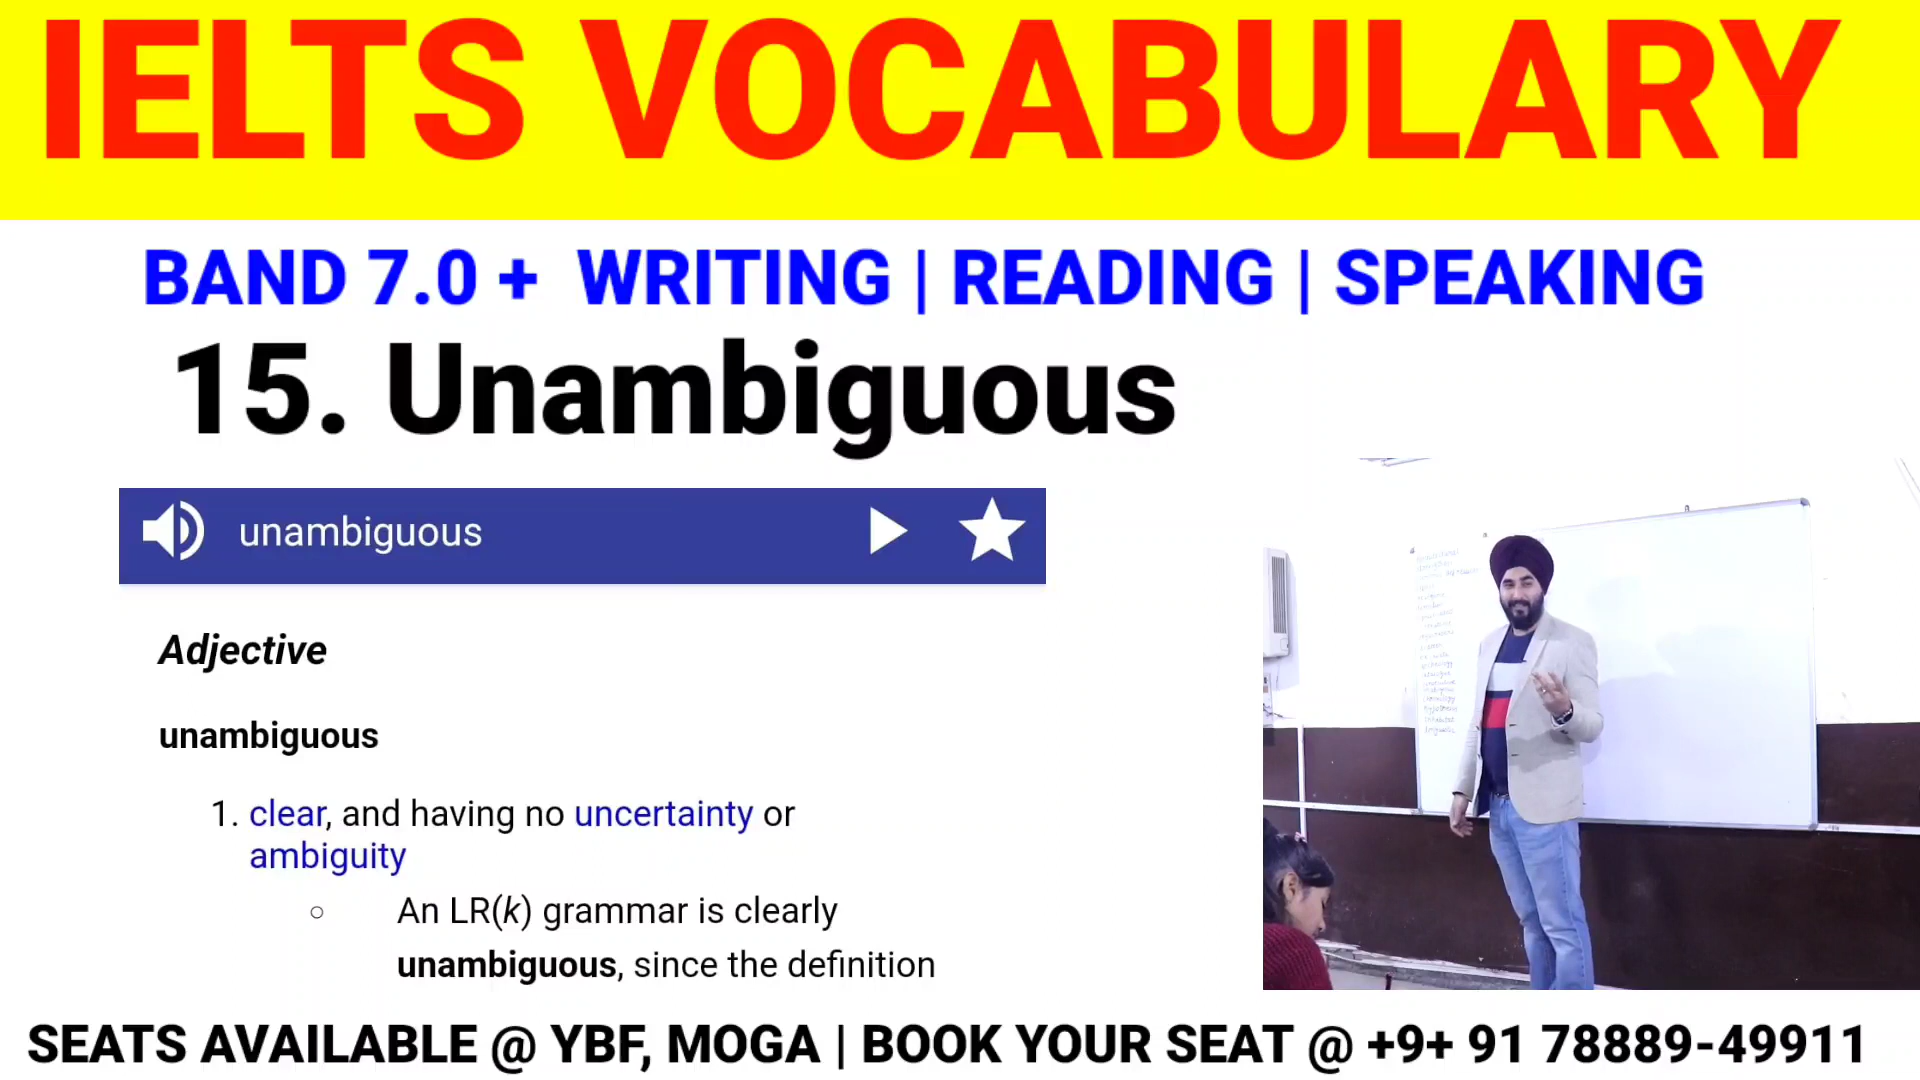 IELTS VOCABULARY
BAND 7.0 + WRITING | READING | SPEAKING
15. Unambiguous
unambiguous
Adjective
unambiguous
1. clear, and having no uncertainty or
ambiguity
○ An LR(k) grammar is clearly
unambiguous, since the definition
SEATS AVAILABLE @ YBF, MOGA | BOOK YOUR SEAT @ +9+ 91 78889-49911